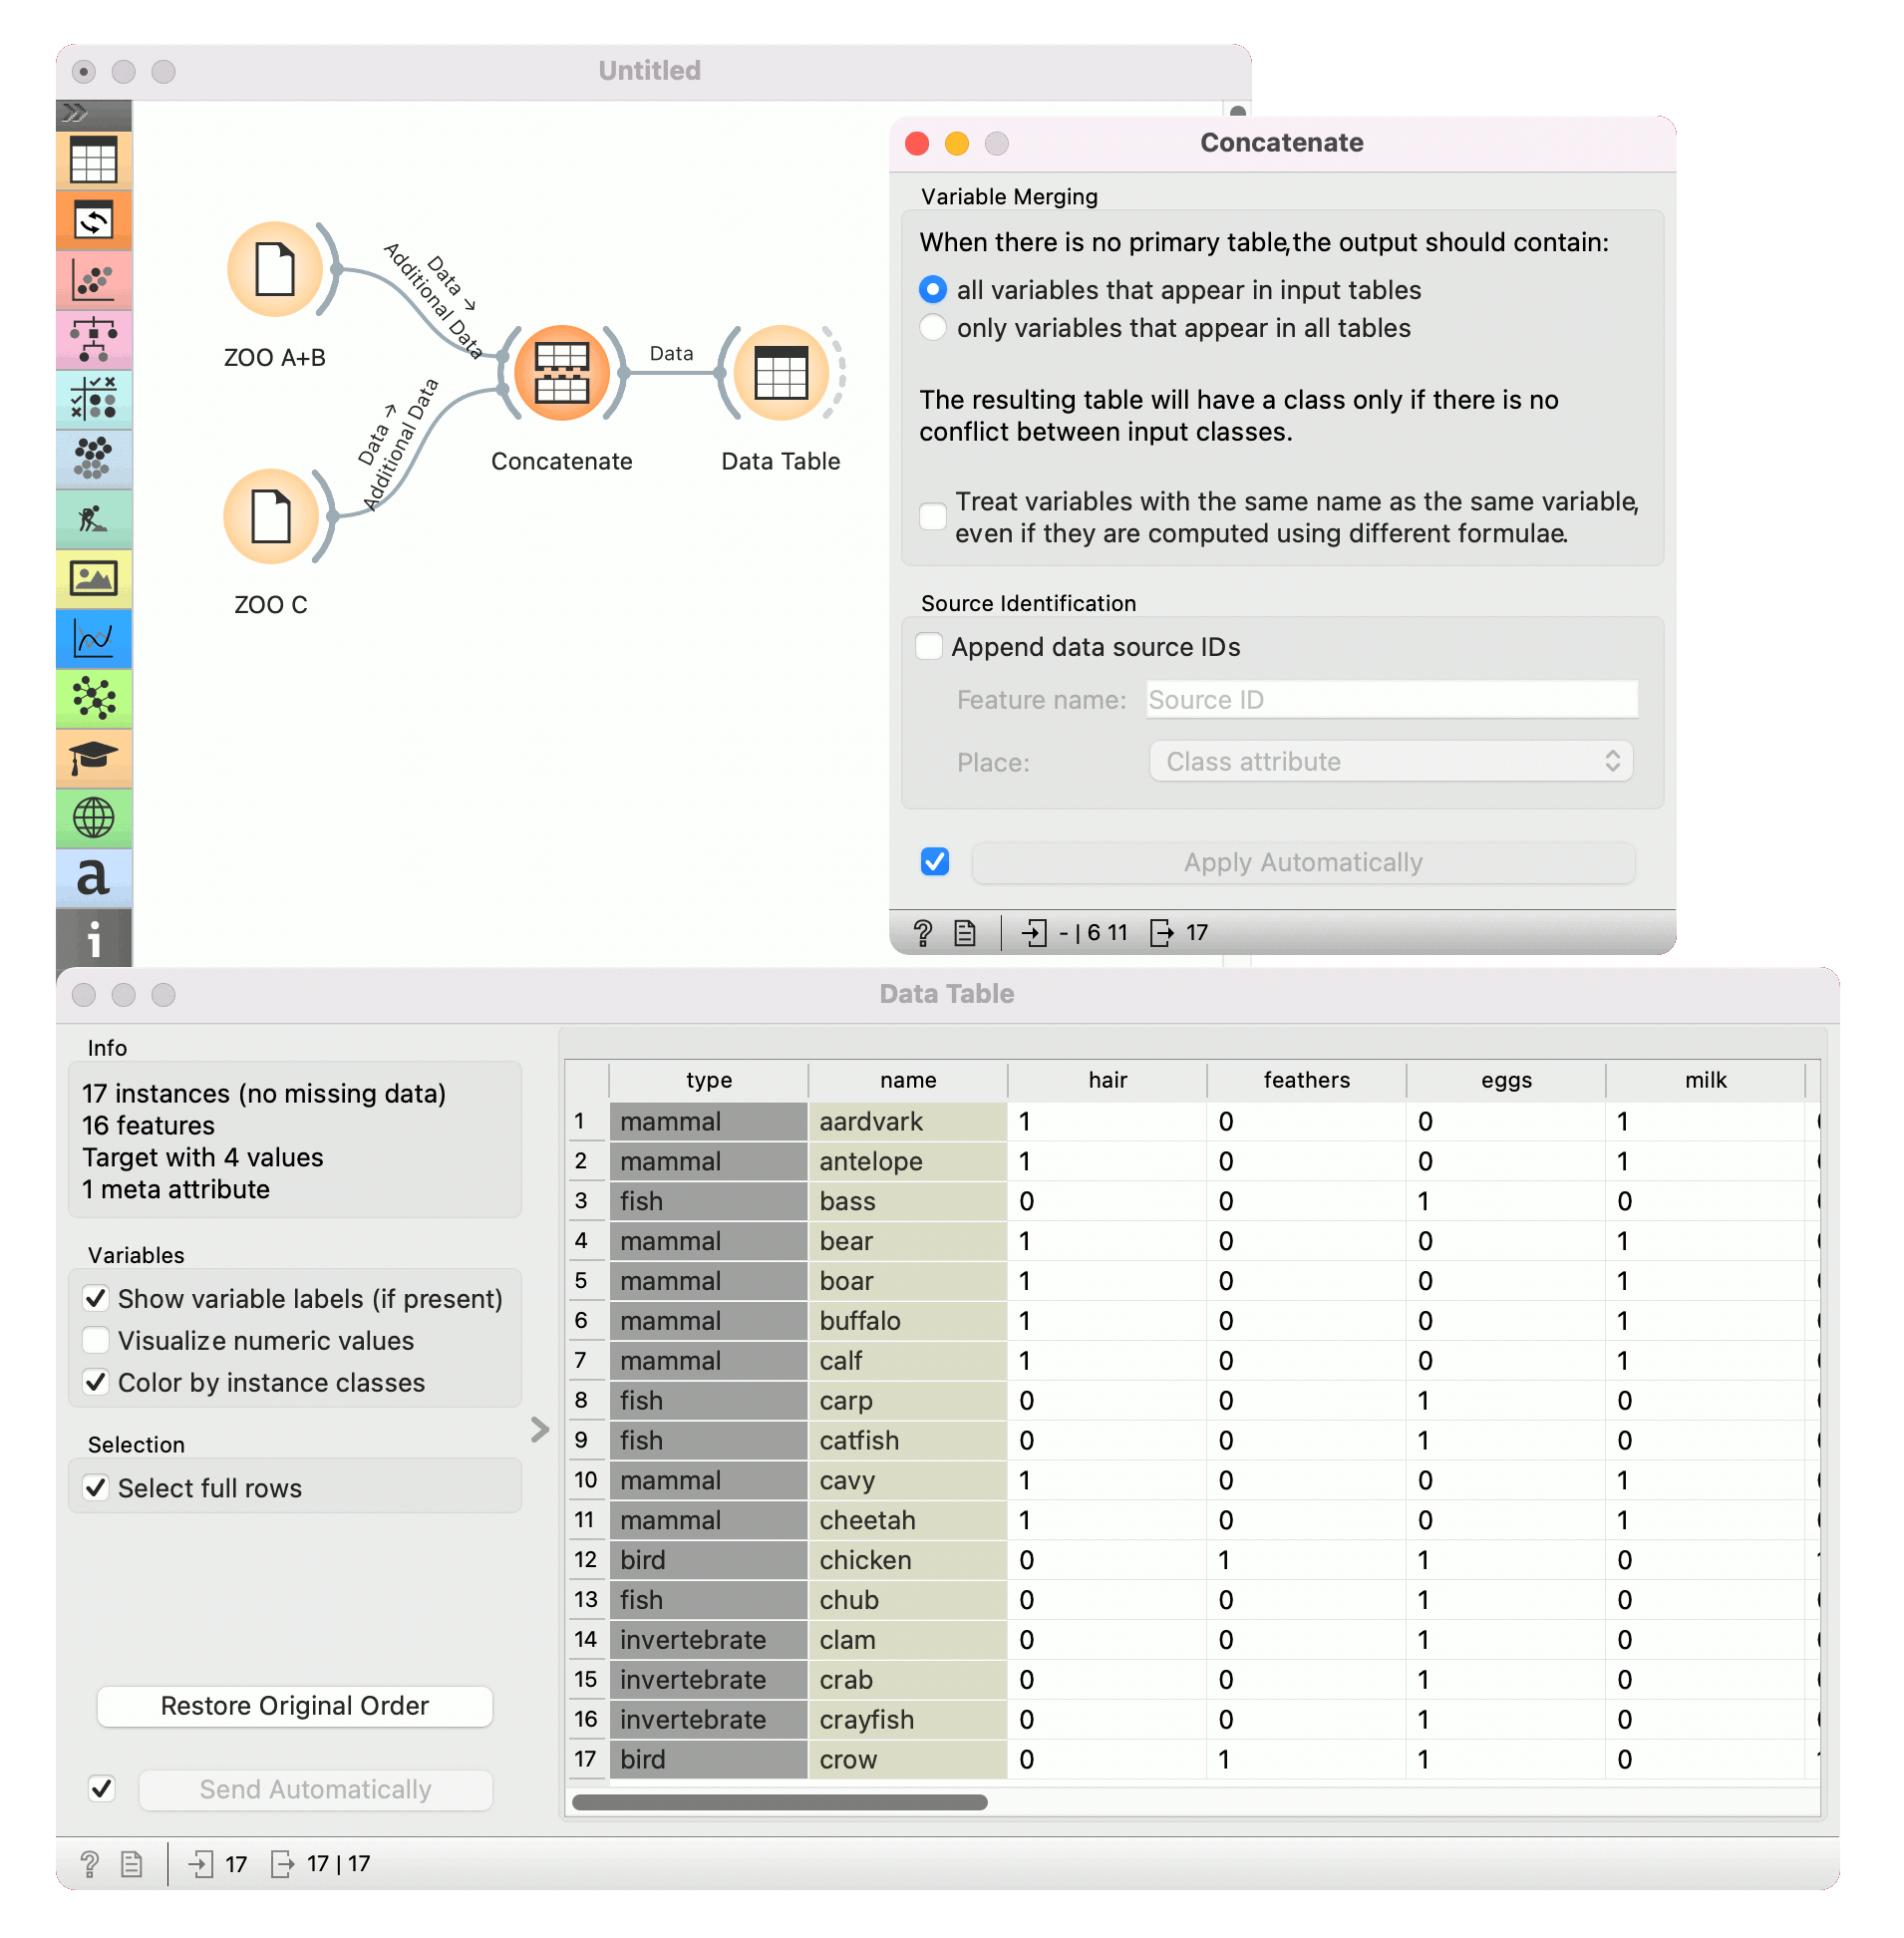 Untitled
ZOO A+B
Data →
Additional Data
Data →
Additional Data
ZOO C
Concatenate
Data
Data Table
a
i
Concatenate
Variable Merging
When there is no primary table,the output should contain:
all variables that appear in input tables
only variables that appear in all tables
The resulting table will have a class only if there is no
conflict between input classes.
Treat variables with the same name as the same variable,
even if they are computed using different formulae.
Source Identification
Append data source IDs
Feature name: Source ID
Place: Class attribute
Apply Automatically
? - | 6 11 17
Data Table
Info
17 instances (no missing data)
16 features
Target with 4 values
1 meta attribute
Variables
Show variable labels (if present)
Visualize numeric values
Color by instance classes
Selection
Select full rows
Restore Original Order
Send Automatically
type name hair feathers eggs milk
1 mammal aardvark 1 0 0 1
2 mammal antelope 1 0 0 1
3 fish bass 0 0 1 0
4 mammal bear 1 0 0 1
5 mammal boar 1 0 0 1
6 mammal buffalo 1 0 0 1
7 mammal calf 1 0 0 1
8 fish carp 0 0 1 0
9 fish catfish 0 0 1 0
10 mammal cavy 1 0 0 1
11 mammal cheetah 1 0 0 1
12 bird chicken 0 1 1 0
13 fish chub 0 0 1 0
14 invertebrate clam 0 0 1 0
15 invertebrate crab 0 0 1 0
16 invertebrate crayfish 0 0 1 0
17 bird crow 0 1 1 0
? 17 17 | 17